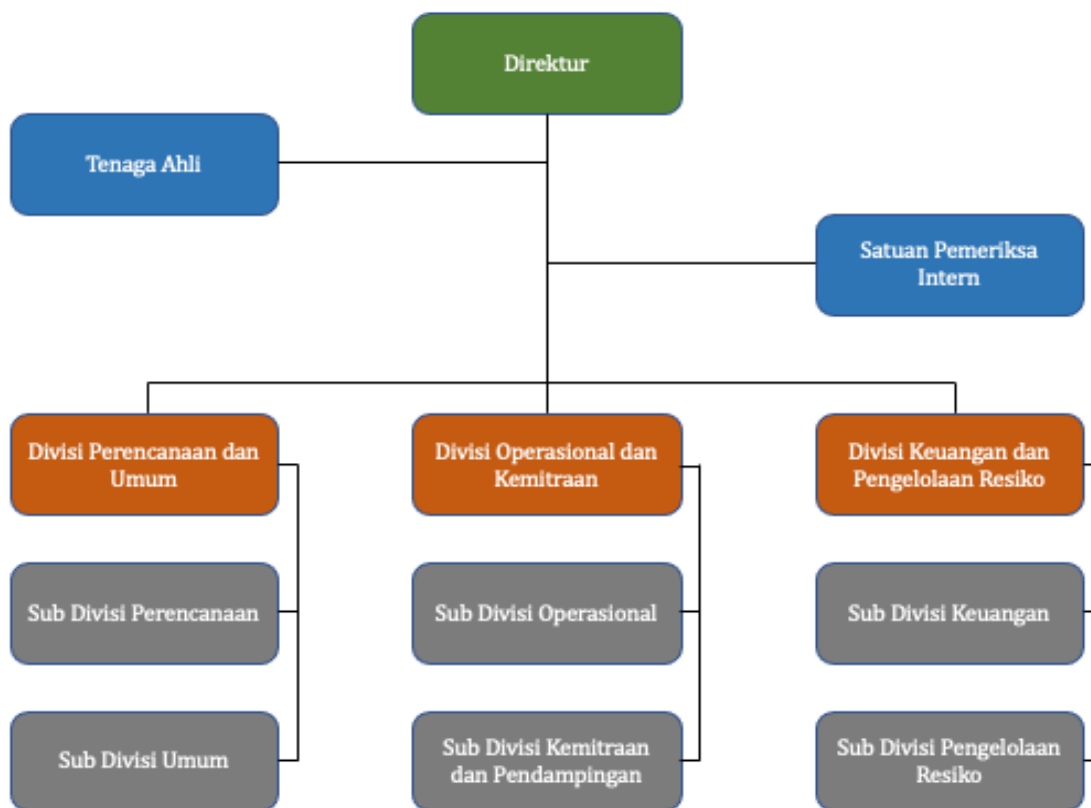 Direktur
Tenaga Ahli
Satuan Pemeriksa
Intern
Divisi Perencanaan dan
Umum
Divisi Operasional dan
Kemitraan
Divisi Keuangan dan
Pengelolaan Resiko
Sub Divisi Perencanaan
Sub Divisi Operasional
Sub Divisi Keuangan
Sub Divisi Umum
Sub Divisi Kemitraan
dan Pendampingan
Sub Divisi Pengelolaan
Resiko